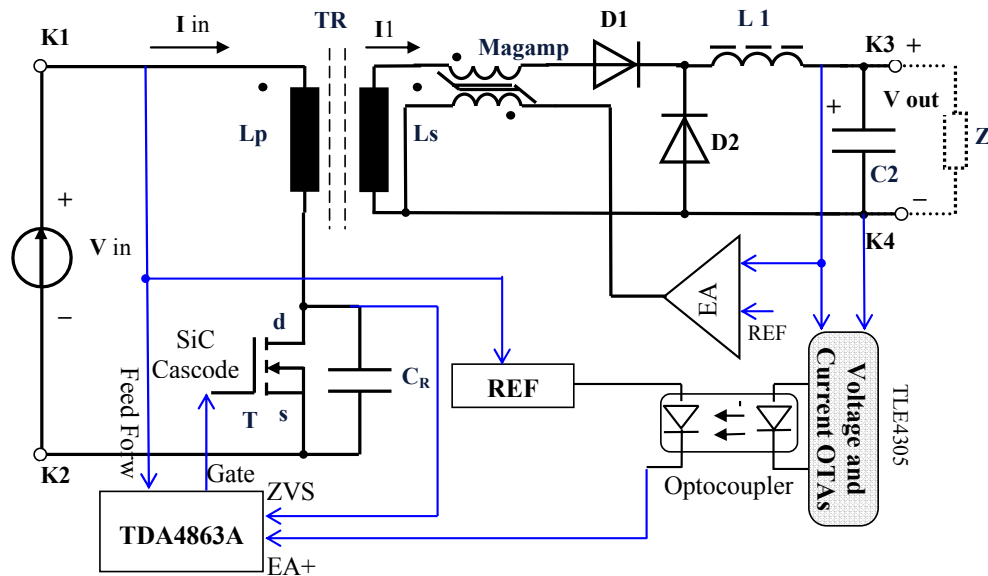 K1
I in
TR
I1
Magamp
D1
L 1
K3
+
V out
Lp
Ls
D2
+
C2
Z
+
V in
−
−
K4
EA
REF
SiC
Cascode
d
T
s
C_R
REF
Voltage and
Current OTAs
TLE4305
Feed Forw
K2
Gate
ZVS
Optocoupler
TDA4863A
EA+